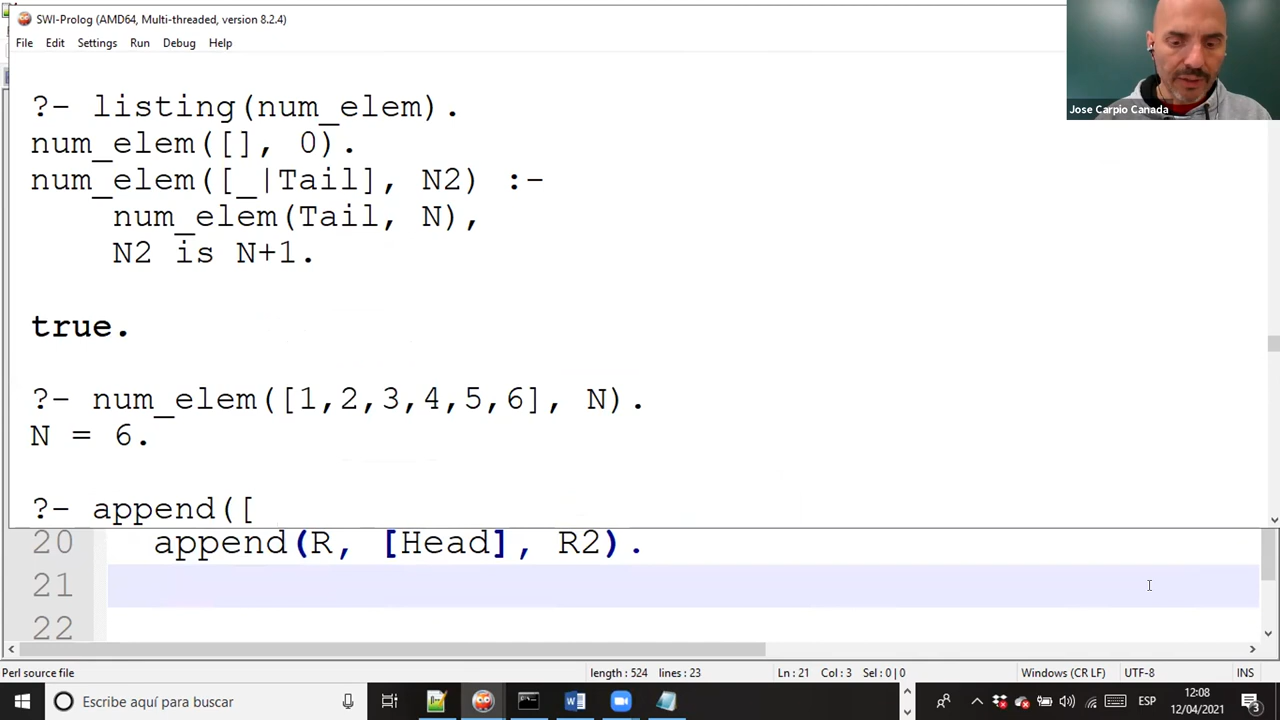 SWI-Prolog (AMD64, Multi-threaded, version 8.2.4)
File Edit Settings Run Debug Help
Jose Carpio Canada
?- listing(num_elem).
num_elem([], 0).
num_elem([_|Tail], N2) :-
num_elem(Tail, N),
N2 is N+1.
true.
?- num_elem([1,2,3,4,5,6], N).
N = 6.
?- append([
20 append(R, [Head], R2).
21
22
Perl source file length : 524 lines : 23 Ln : 21 Col : 3 Sel : 0 | 0 Windows (CR LF) UTF-8 INS
Escribe aquí para buscar ESP 12:08
12/04/2021 3